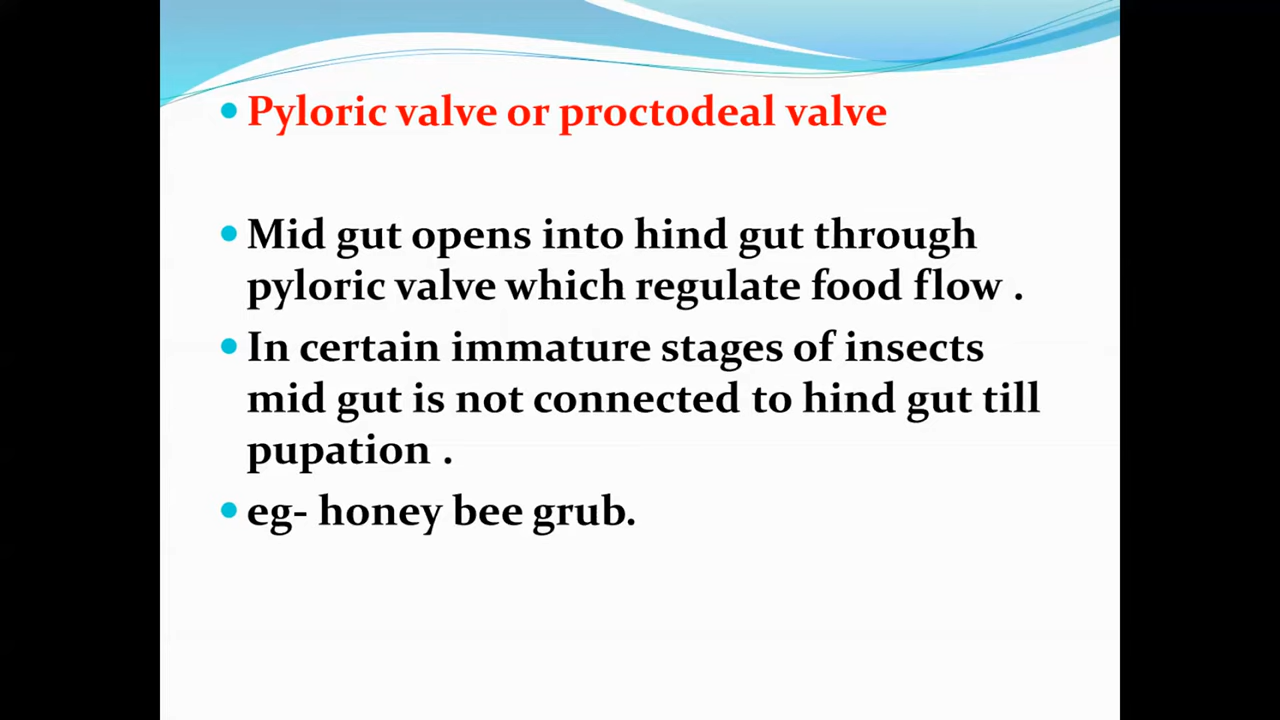 Pyloric valve or proctodeal valve
Mid gut opens into hind gut through
pyloric valve which regulate food flow .
In certain immature stages of insects
mid gut is not connected to hind gut till
pupation .
eg- honey bee grub.